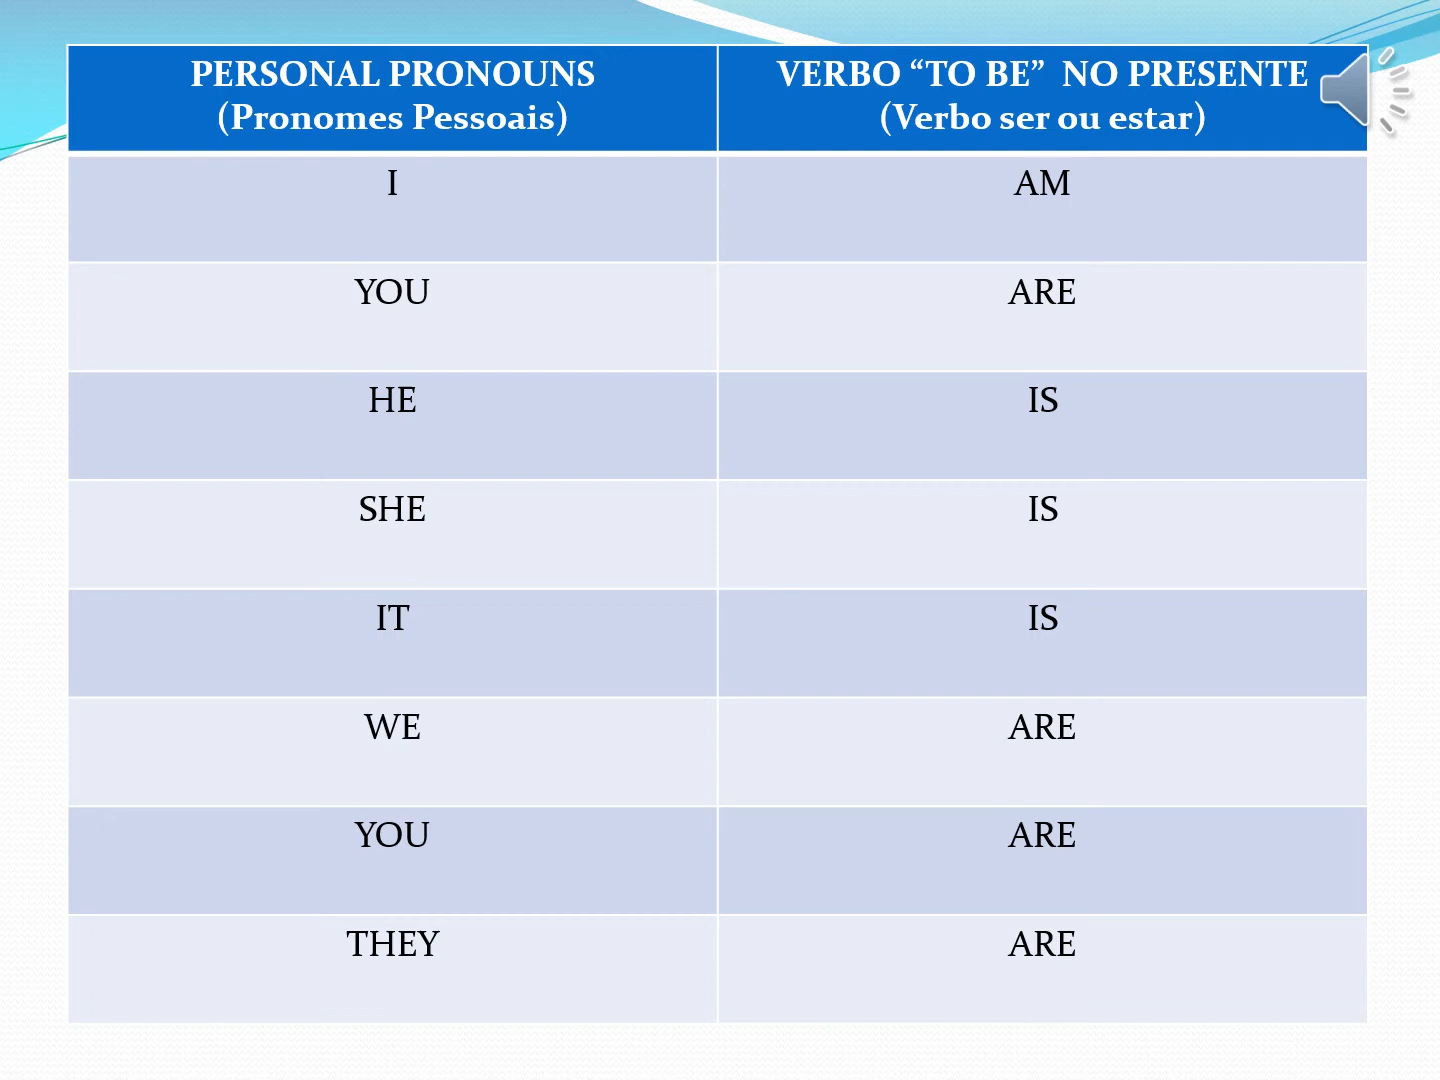 PERSONAL PRONOUNS
(Pronomes Pessoais)
VERBO “TO BE”  NO PRESENTE
(Verbo ser ou estar)
I
AM
YOU
ARE
HE
IS
SHE
IS
IT
IS
WE
ARE
YOU
ARE
THEY
ARE